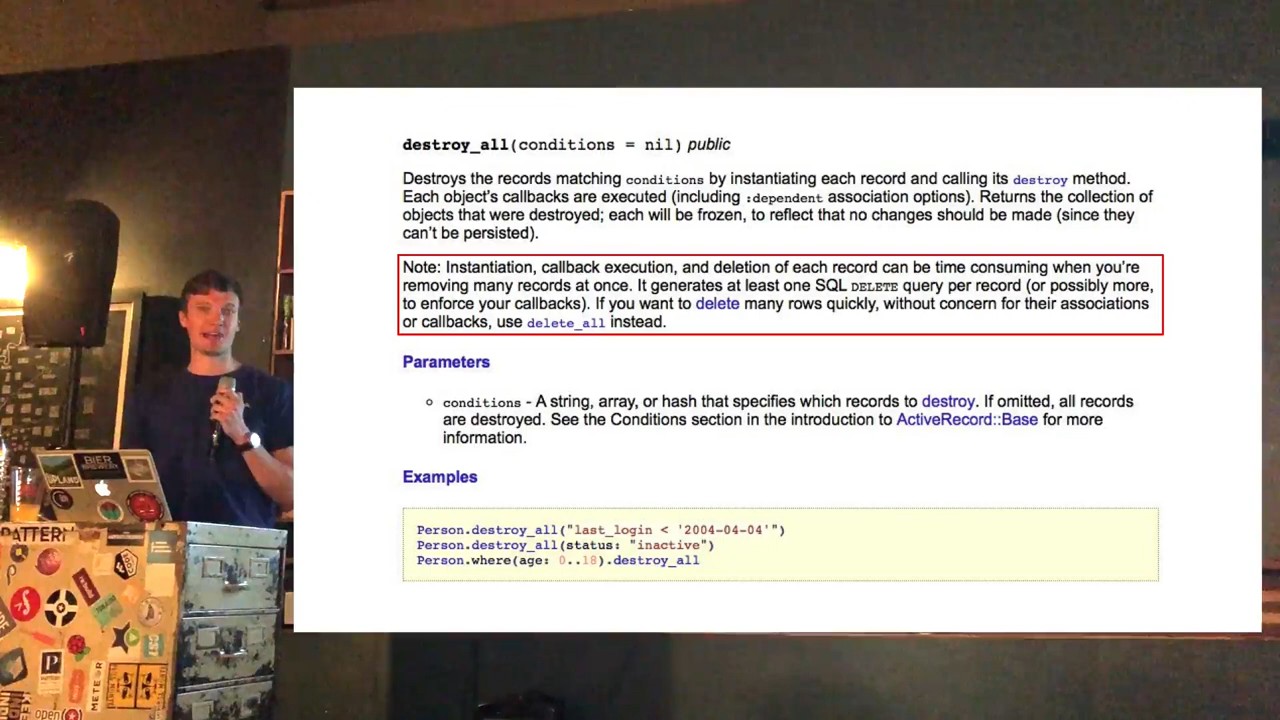 destroy_all(conditions = nil) public
Destroys the records matching conditions by instantiating each record and calling its destroy method.
Each object's callbacks are executed (including :dependent association options). Returns the collection of
objects that were destroyed; each will be frozen, to reflect that no changes should be made (since they
can't be persisted).
Note: Instantiation, callback execution, and deletion of each record can be time consuming when you're
removing many records at once. It generates at least one SQL DELETE query per record (or possibly more,
to enforce your callbacks). If you want to delete many rows quickly, without concern for their associations
or callbacks, use delete_all instead.
Parameters
conditions - A string, array, or hash that specifies which records to destroy. If omitted, all records
are destroyed. See the Conditions section in the introduction to ActiveRecord::Base for more
information.
Examples
Person.destroy_all("last_login < '2004-04-04'")
Person.destroy_all(status: "inactive")
Person.where(age: 0..18).destroy_all
BIER
BREWERY
UPLAND
PATTERN
METEOR
open